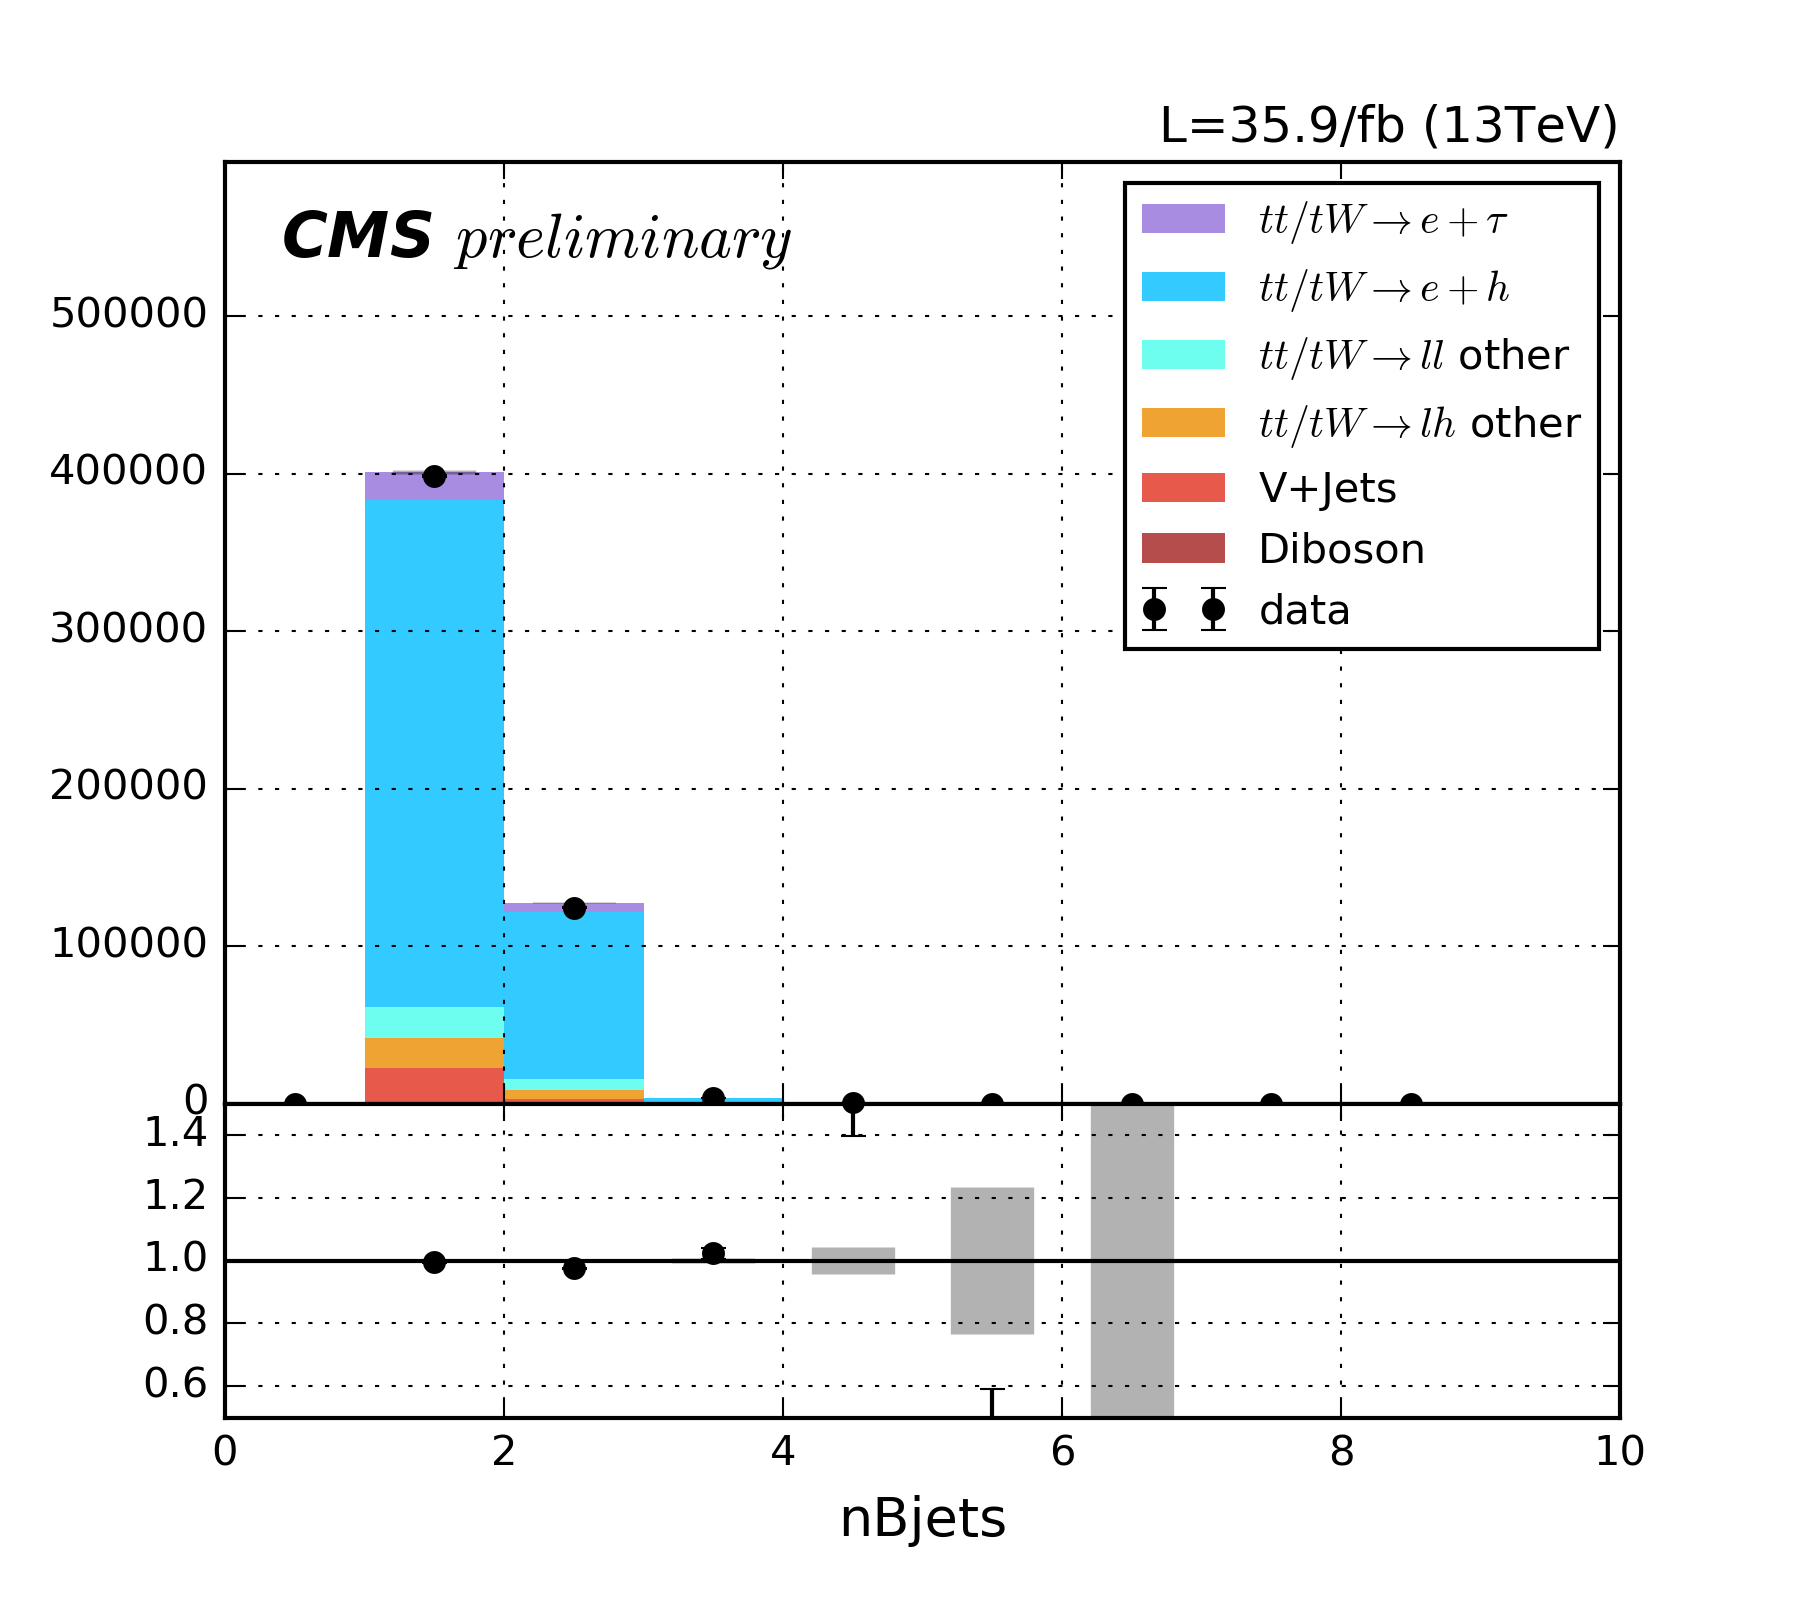 L=35.9/fb (13TeV)
CMS preliminary
tt/tW→e+τ
tt/tW→e+h
tt/tW→ll other
tt/tW→lh other
V+Jets
Diboson
data
500000
400000
300000
200000
100000
0
1.4
1.2
1.0
0.8
0.6
0 2 4 6 8 10
nBjets